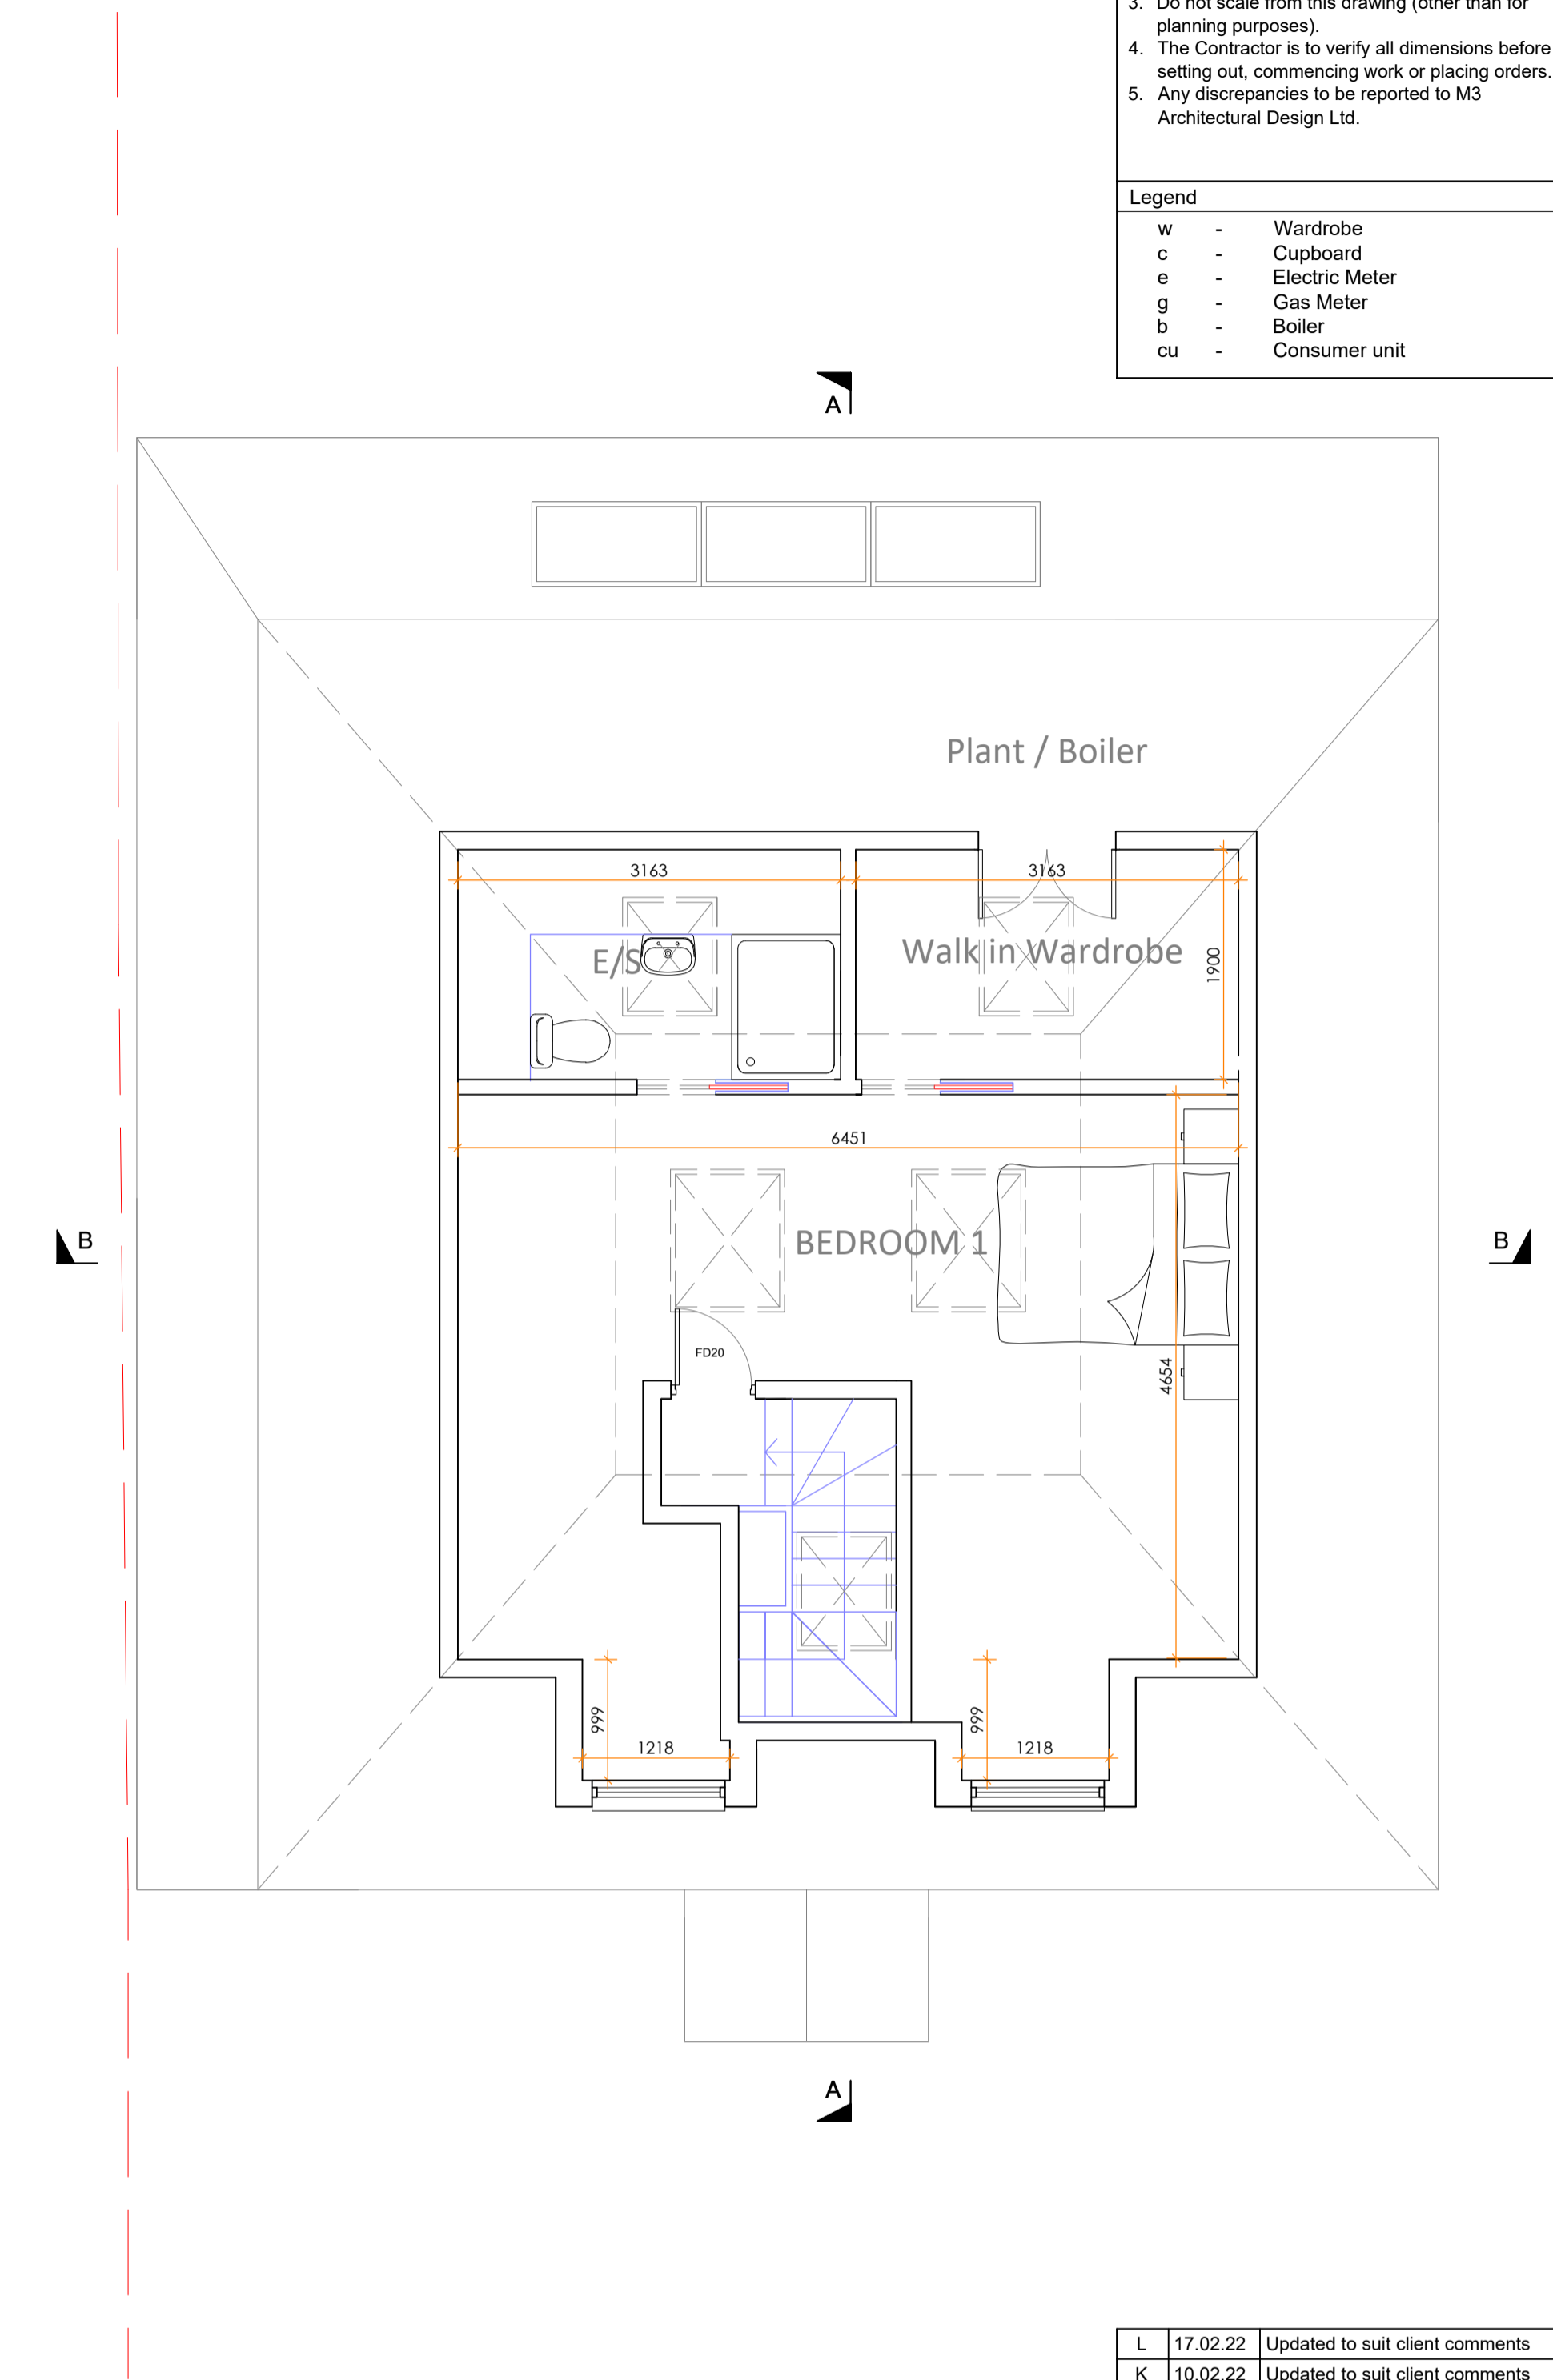 3. Do not scale from this drawing (other than for
planning purposes).
4. The Contractor is to verify all dimensions before
setting out, commencing work or placing orders.
5. Any discrepancies to be reported to M3
Architectural Design Ltd.
Legend
w - Wardrobe
c - Cupboard
e - Electric Meter
g - Gas Meter
b - Boiler
cu - Consumer unit
A
Plant / Boiler
3163
3163
E/S
Walk in Wardrobe
1900
6451
B
BEDROOM 1
B
FD20
4654
999
999
1218
1218
A
L 17.02.22 Updated to suit client comments
K 10.02.22 Updated to suit client comments